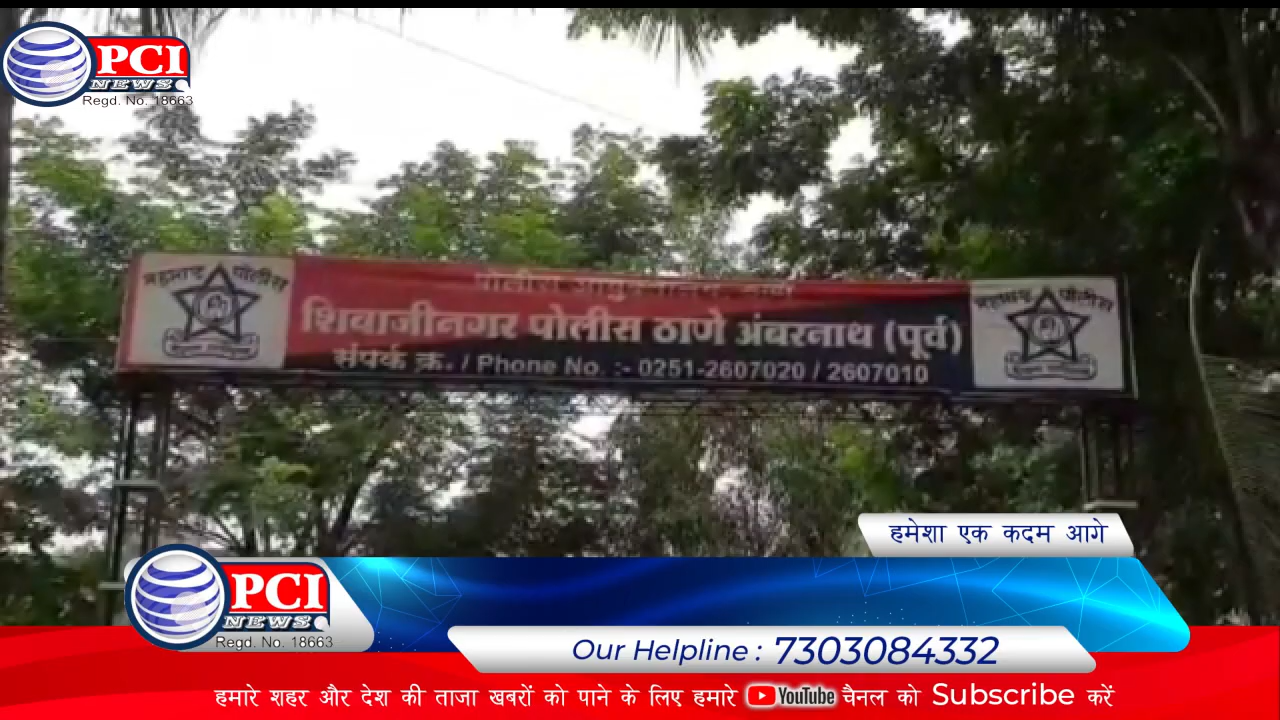 PCI
NEWS
Regd. No. 18663
महाराष्ट्र पोलीस
महाराष्ट्र पोलीस
पोलीस
शिवाजीनगर पोलीस ठाणे अंबरनाथ (पूर्व)
संपर्क क्र. / Phone No. :- 0251-2607020 / 2607010
हमेशा एक कदम आगे
PCI
NEWS
Regd. No. 18663
Our Helpline : 7303084332
हमारे शहर और देश की ताजा खबरों को पाने के लिए हमारे YouTube चैनल को Subscribe करें